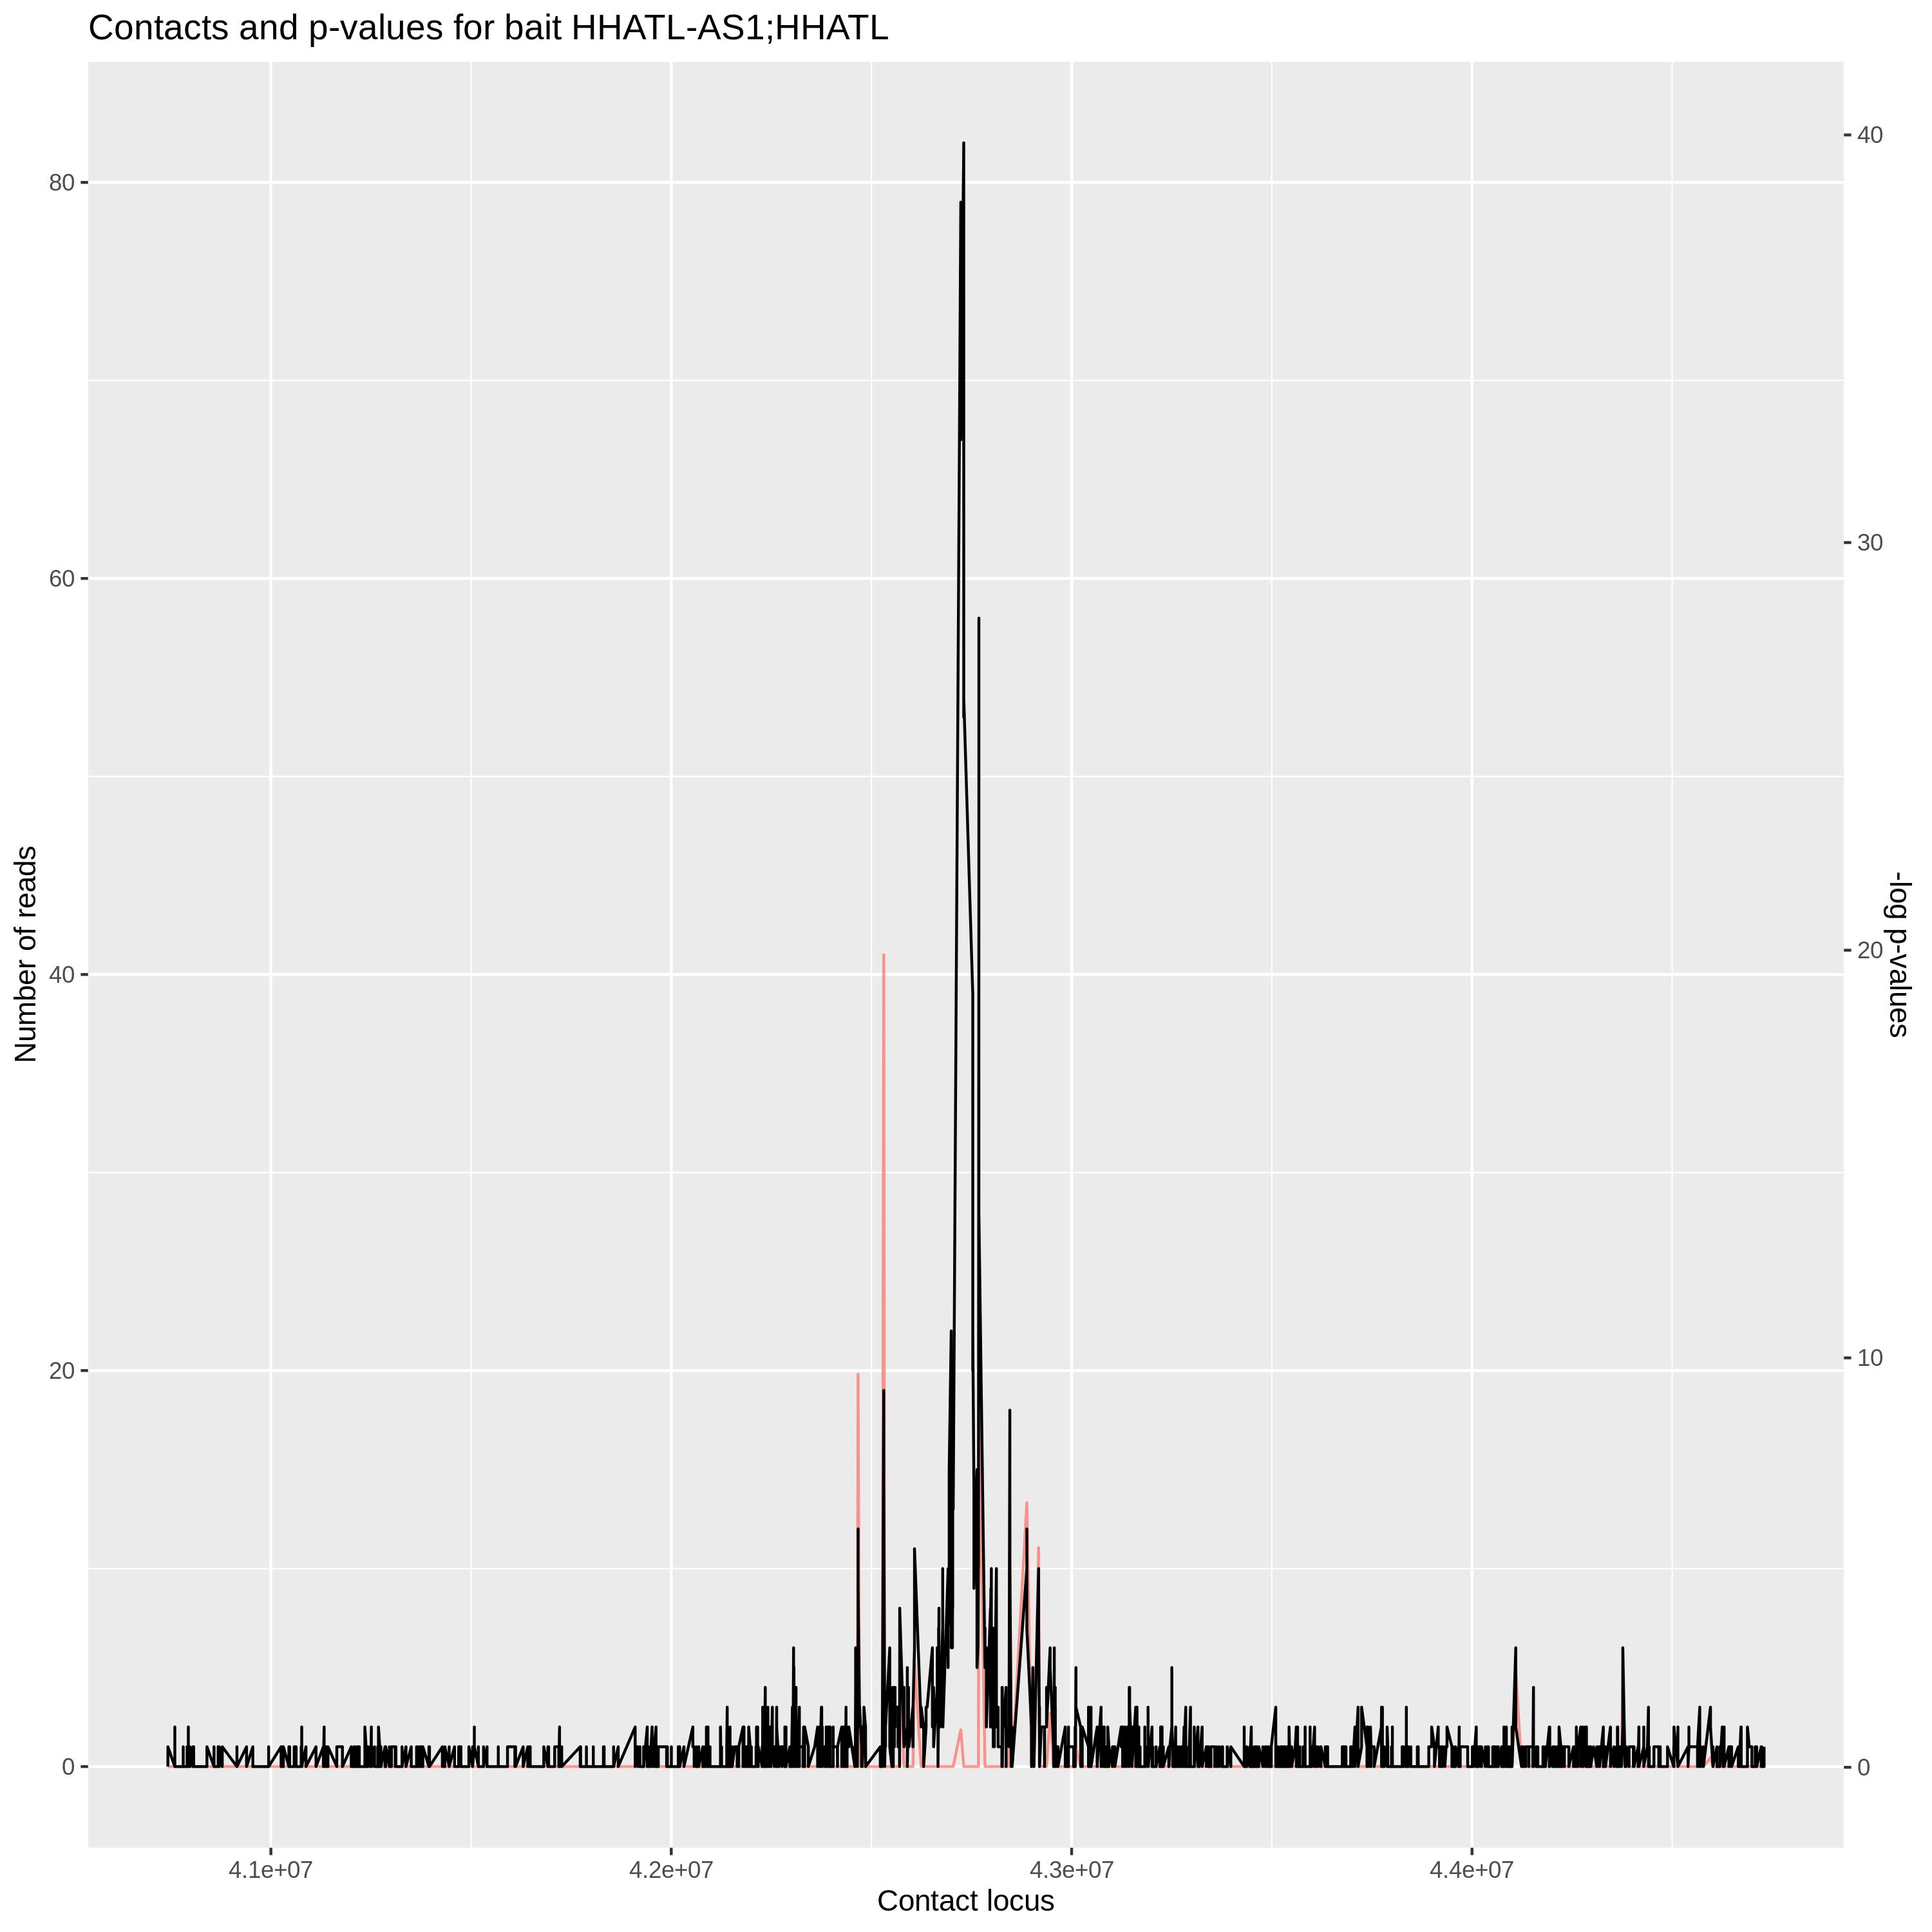 Contacts and p-values for bait HHATL-AS1;HHATL
80
60
40
20
0
Number of reads
40
30
20
10
0
-log p-values
4.1e+07
4.2e+07
4.3e+07
4.4e+07
Contact locus